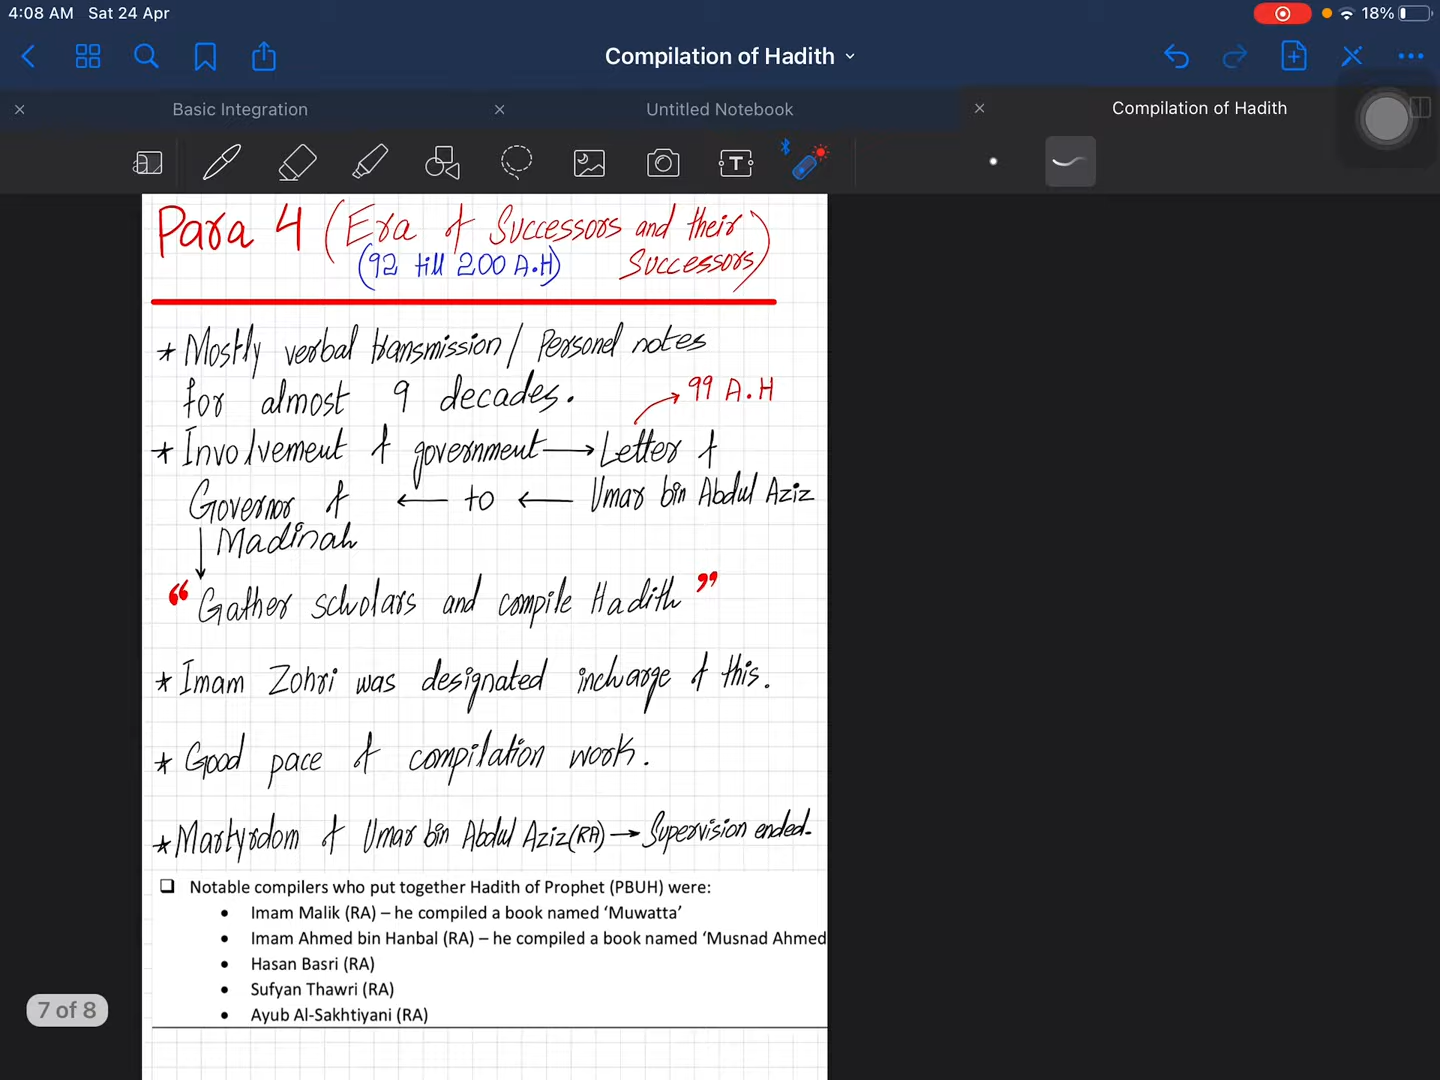 4:08 AM Sat 24 Apr
18%
Compilation of Hadith
Basic Integration
Untitled Notebook
Compilation of Hadith
Para 4 (Era of Successors and their
(92 till 200 A.H) Successors)
* Mostly verbal transmission / Personel notes
for almost 9 decades.
99 A.H
* Involvement of government → Letter of
Governor of ← to ← Umar bin Abdul Aziz
Madinah
“Gather scholars and compile Hadith”
* Imam Zohri was designated incharge of this.
* Good pace of compilation work.
* Martyrdom of Umar bin Abdul Aziz(RA) → Supervision ended.
❑ Notable compilers who put together Hadith of Prophet (PBUH) were:
• Imam Malik (RA) – he compiled a book named ‘Muwatta’
• Imam Ahmed bin Hanbal (RA) – he compiled a book named ‘Musnad Ahmed
• Hasan Basri (RA)
• Sufyan Thawri (RA)
• Ayub Al-Sakhtiyani (RA)
7 of 8